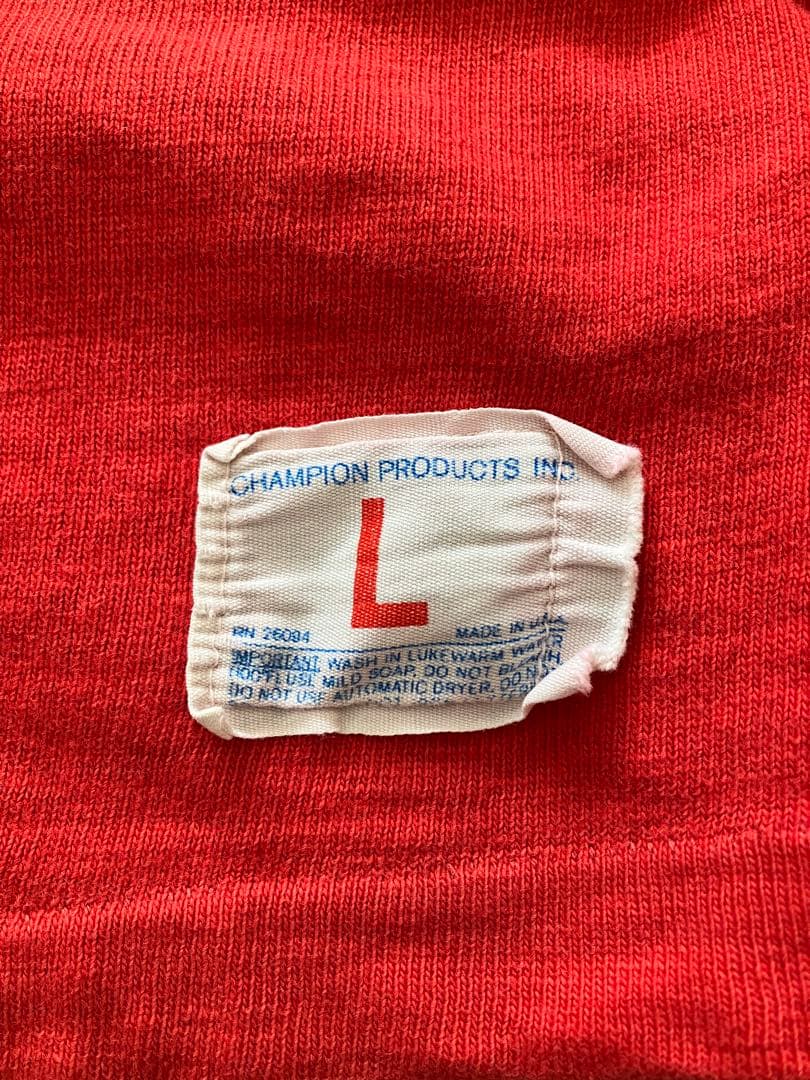 CHAMPION PRODUCTS INC.
L
RN 26094 MADE IN U.S.A.
IMPORTANT WASH IN LUKEWARM
USE MILD SOAP, DO NOT
DO NOT USE AUTOMATIC DRYER,